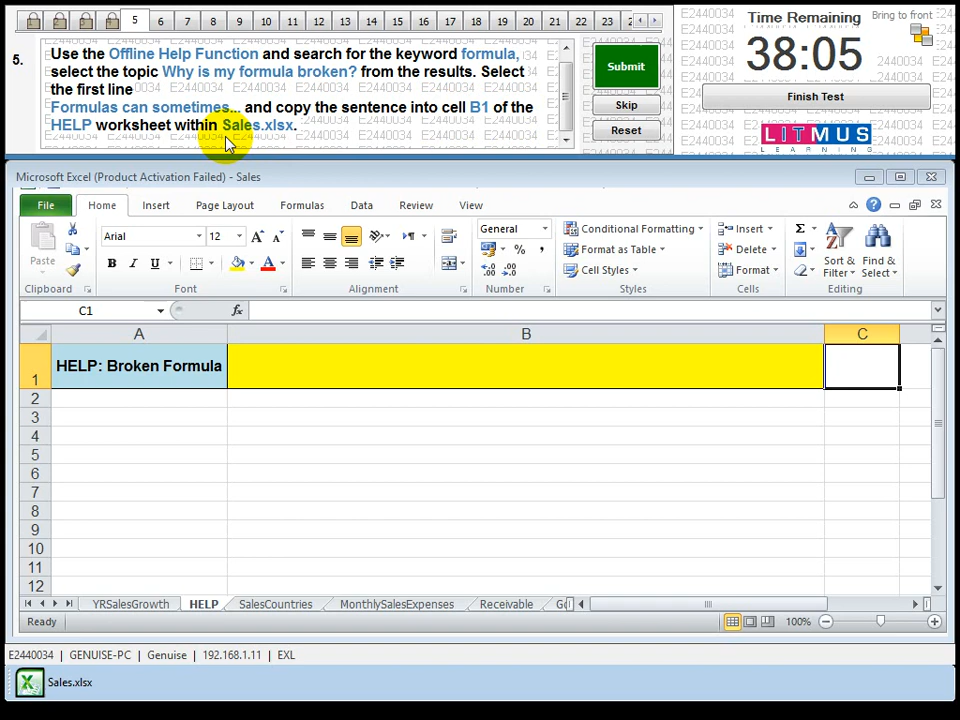 5 6 7 8 9 10 11 12 13 14 15 16 17 18 19 20 21 22 23
Time Remaining
Bring to front
38:05
Finish Test
LITMUS
LEARNING
5.
Use the Offline Help Function and search for the keyword formula,
select the topic Why is my formula broken? from the results. Select
the first line
Formulas can sometimes... and copy the sentence into cell B1 of the
HELP worksheet within Sales.xlsx.
E2440034
Submit
Skip
Reset
Microsoft Excel (Product Activation Failed) - Sales
File Home Insert Page Layout Formulas Data Review View
Paste
Clipboard
Arial 12
B I U
Font
Alignment
General
Number
Conditional Formatting
Format as Table
Cell Styles
Styles
Insert
Delete
Format
Cells
Sort &
Filter
Find &
Select
Editing
C1
fx
A B C
1 HELP: Broken Formula
2
3
4
5
6
7
8
9
10
11
12
YRSalesGrowth HELP SalesCountries MonthlySalesExpenses Receivable
Ready
100%
E2440034 GENUISE-PC Genuise 192.168.1.11 EXL
Sales.xlsx